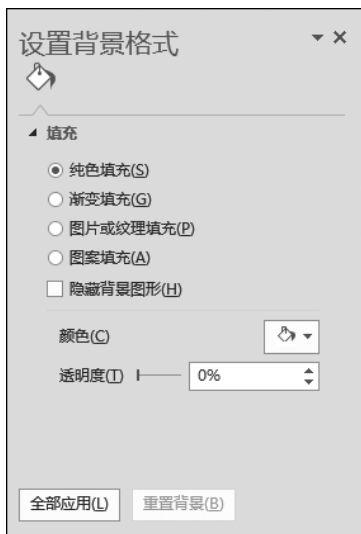 设置背景格式
填充
纯色填充(S)
渐变填充(G)
图片或纹理填充(P)
图案填充(A)
隐藏背景图形(H)
颜色(C)
透明度(T) 0%
全部应用(L) 重置背景(B)